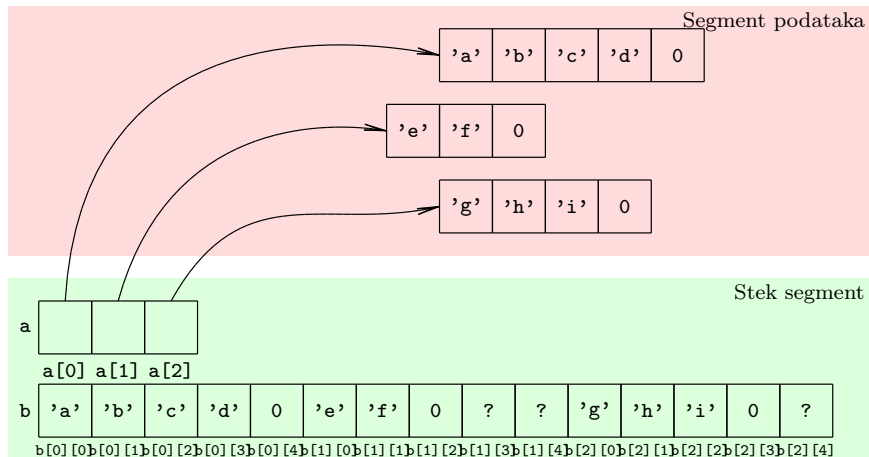 Segment podataka
'a' 'b' 'c' 'd' 0
'e' 'f' 0
'g' 'h' 'i' 0
Stek segment
a
a[0] a[1] a[2]
b 'a' 'b' 'c' 'd' 0 'e' 'f' 0 ? ? 'g' 'h' 'i' 0 ?
b[0][0] b[0][1] b[0][2] b[0][3] b[0][4] b[1][0] b[1][1] b[1][2] b[1][3] b[1][4] b[2][0] b[2][1] b[2][2] b[2][3] b[2][4]